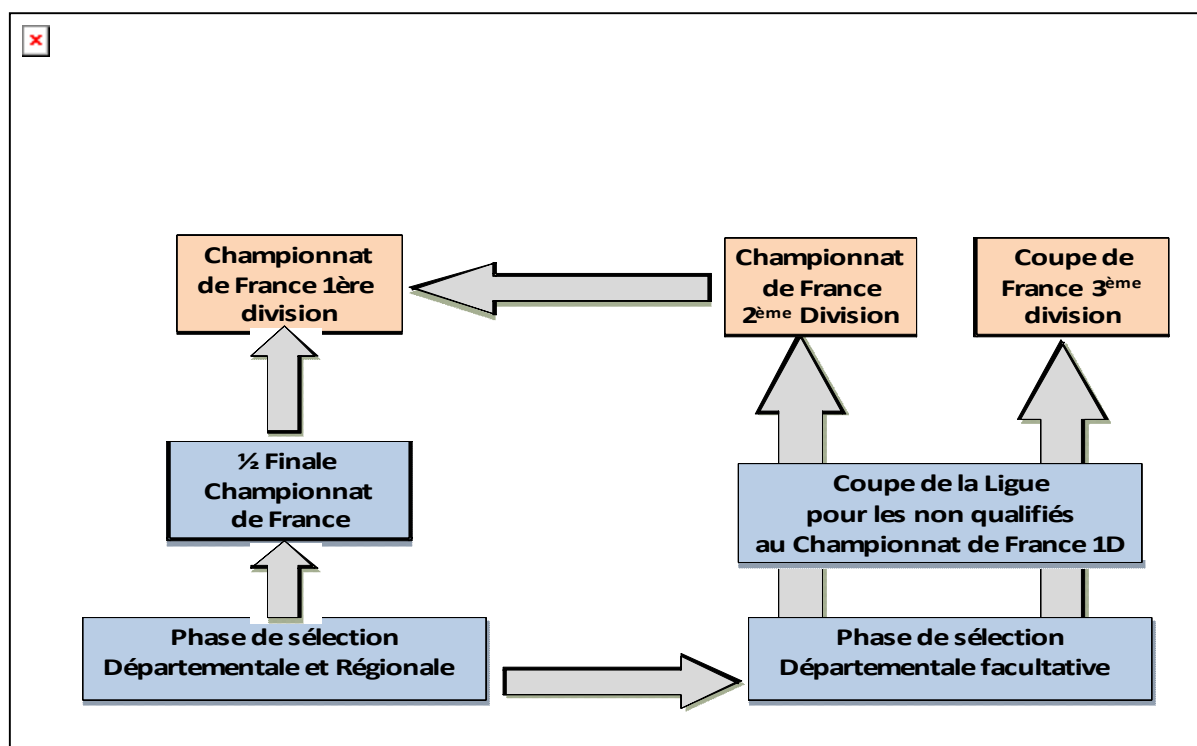 Championnat
de France 1ère
division
Championnat
de France
2ème Division
Coupe de
France 3ème
division
½ Finale
Championnat
de France
Coupe de la Ligue
pour les non qualifiés
au Championnat de France 1D
Phase de sélection
Départementale et Régionale
Phase de sélection
Départementale facultative